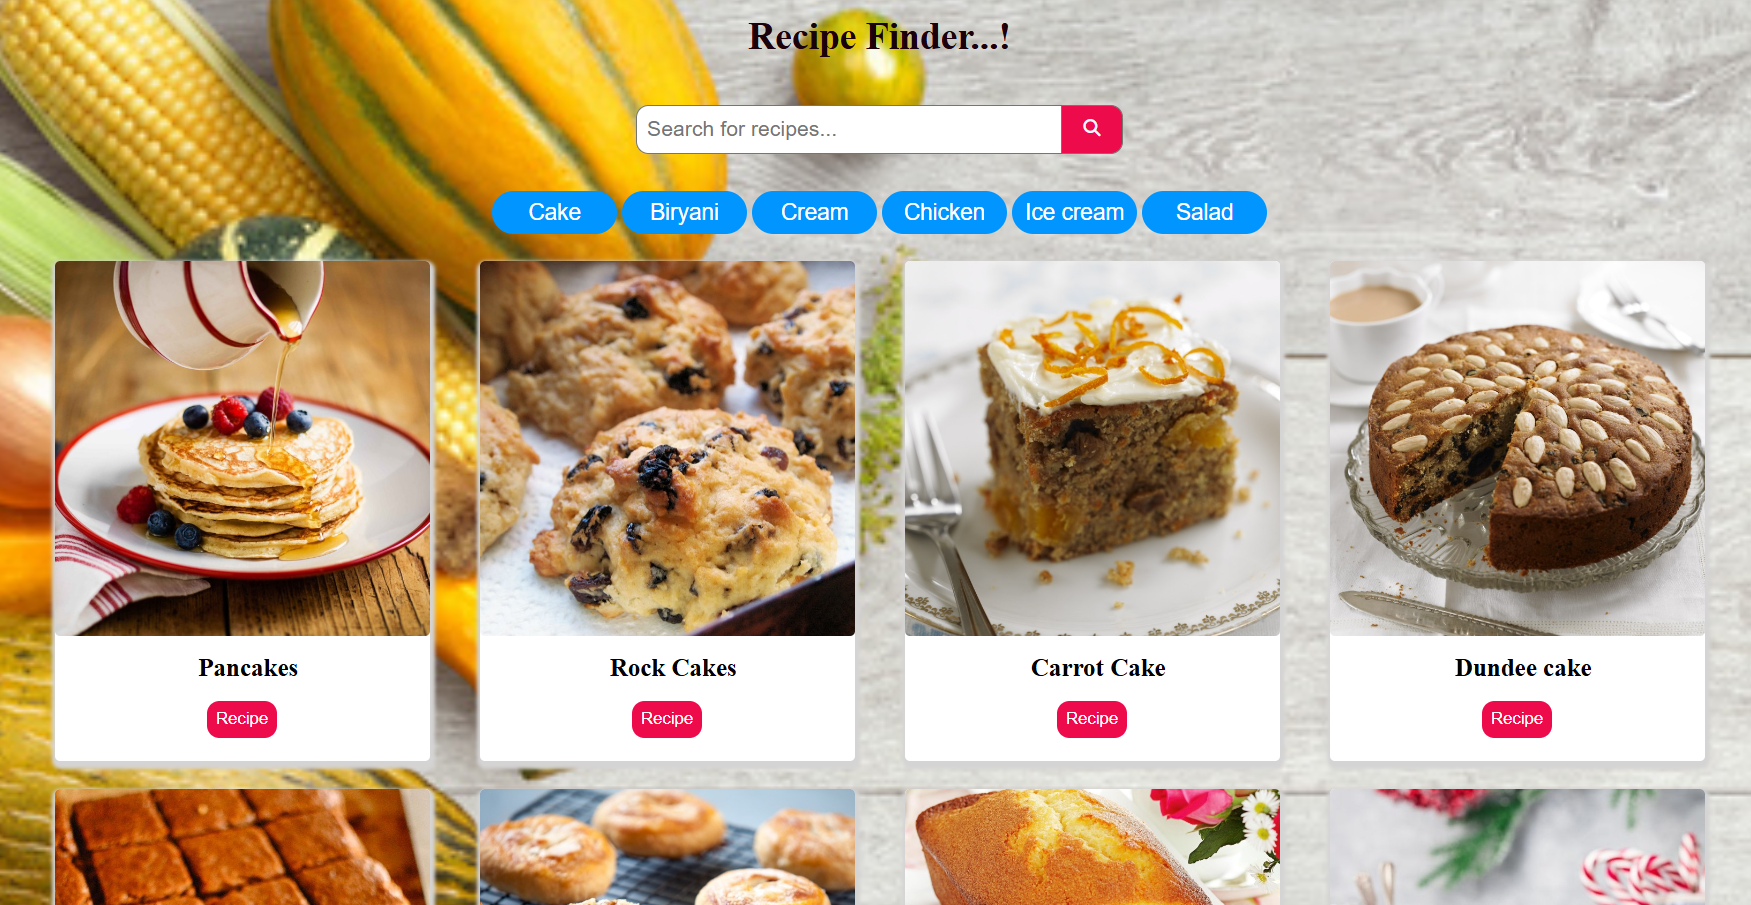 Recipe Finder...!
Search for recipes...
Cake Biryani Cream Chicken Ice cream Salad
Pancakes Rock Cakes Carrot Cake Dundee cake
Recipe Recipe Recipe Recipe